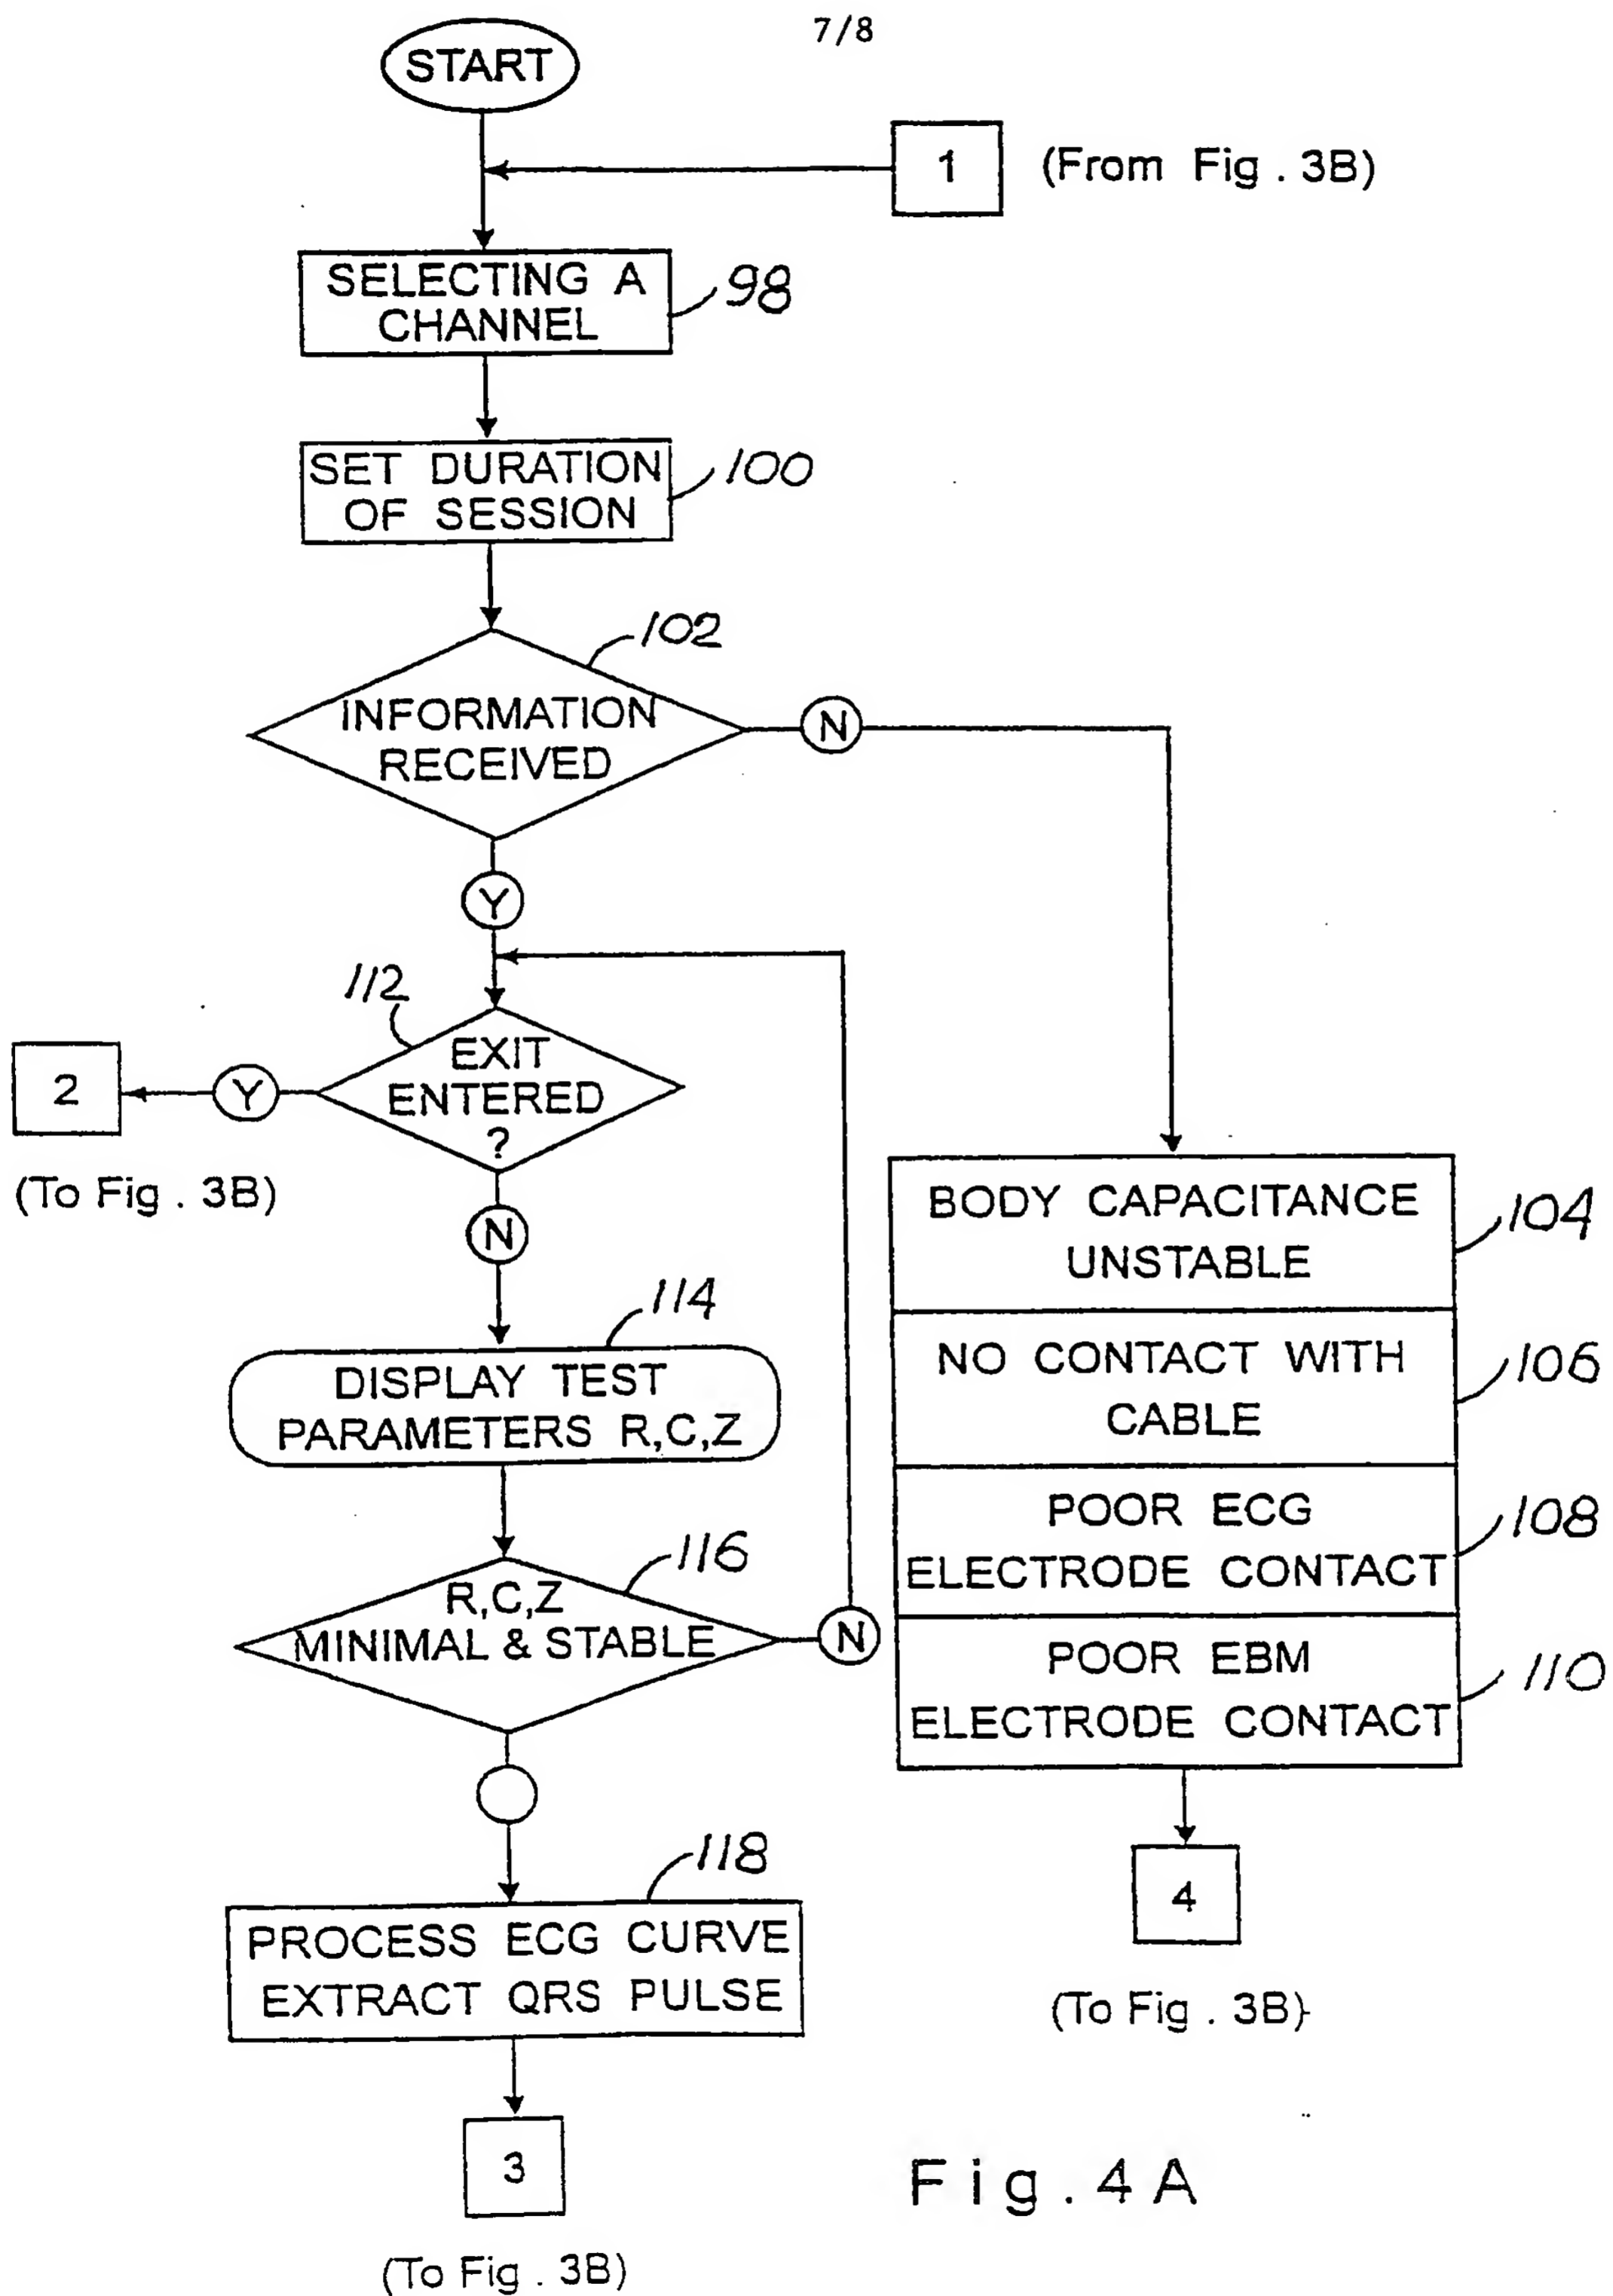 7/8
START
1
(From Fig. 3B)
SELECTING A
CHANNEL
98
SET DURATION
OF SESSION
100
102
INFORMATION
RECEIVED
N
Y
112
EXIT
ENTERED
?
Y
2
(To Fig. 3B)
N
114
DISPLAY TEST
PARAMETERS R,C,Z
116
R,C,Z
MINIMAL & STABLE
N
118
PROCESS ECG CURVE
EXTRACT QRS PULSE
3
(To Fig. 3B)
BODY CAPACITANCE
UNSTABLE
104
NO CONTACT WITH
CABLE
106
POOR ECG
ELECTRODE CONTACT
108
POOR EBM
ELECTRODE CONTACT
110
4
(To Fig. 3B)
Fig. 4A